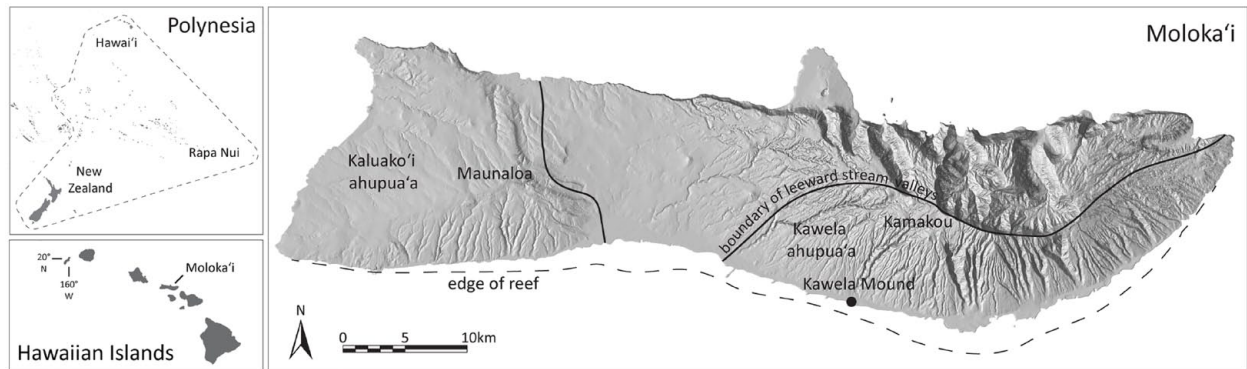 Polynesia
Hawai‘i
Rapa Nui
New
Zealand
20°
N
160°
W
Moloka‘i
Hawaiian Islands
Moloka‘i
Kaluako‘i
ahupua‘a
Maunaloa
boundary of leeward stream valleys
Kamakou
Kawela
ahupua‘a
Kawela Mound
edge of reef
N
0 5 10km